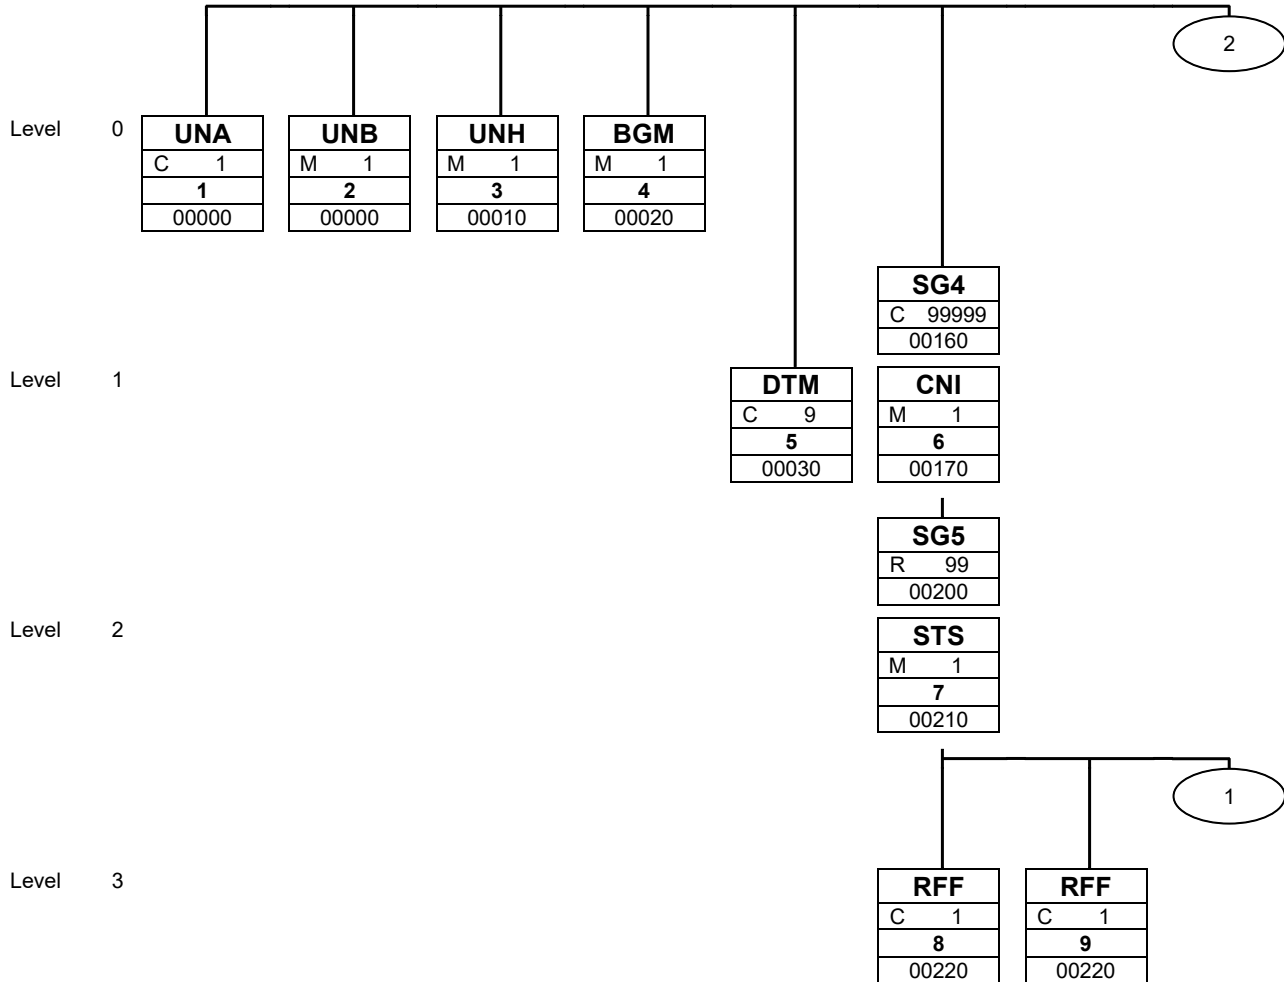 2
Level 0
UNA
C 1
1
00000
UNB
M 1
2
00000
UNH
M 1
3
00010
BGM
M 1
4
00020
SG4
C 99999
00160
Level 1
DTM
C 9
5
00030
CNI
M 1
6
00170
SG5
R 99
00200
Level 2
STS
M 1
7
00210
1
Level 3
RFF
C 1
8
00220
RFF
C 1
9
00220